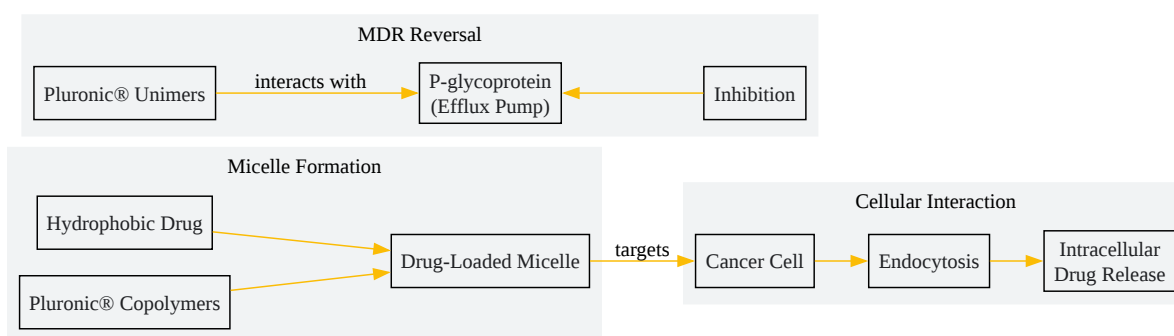 MDR Reversal
Pluronic® Unimers
interacts with
P-glycoprotein
(Efflux Pump)
Inhibition
Micelle Formation
Hydrophobic Drug
Pluronic® Copolymers
Drug-Loaded Micelle
targets
Cellular Interaction
Cancer Cell
Endocytosis
Intracellular
Drug Release